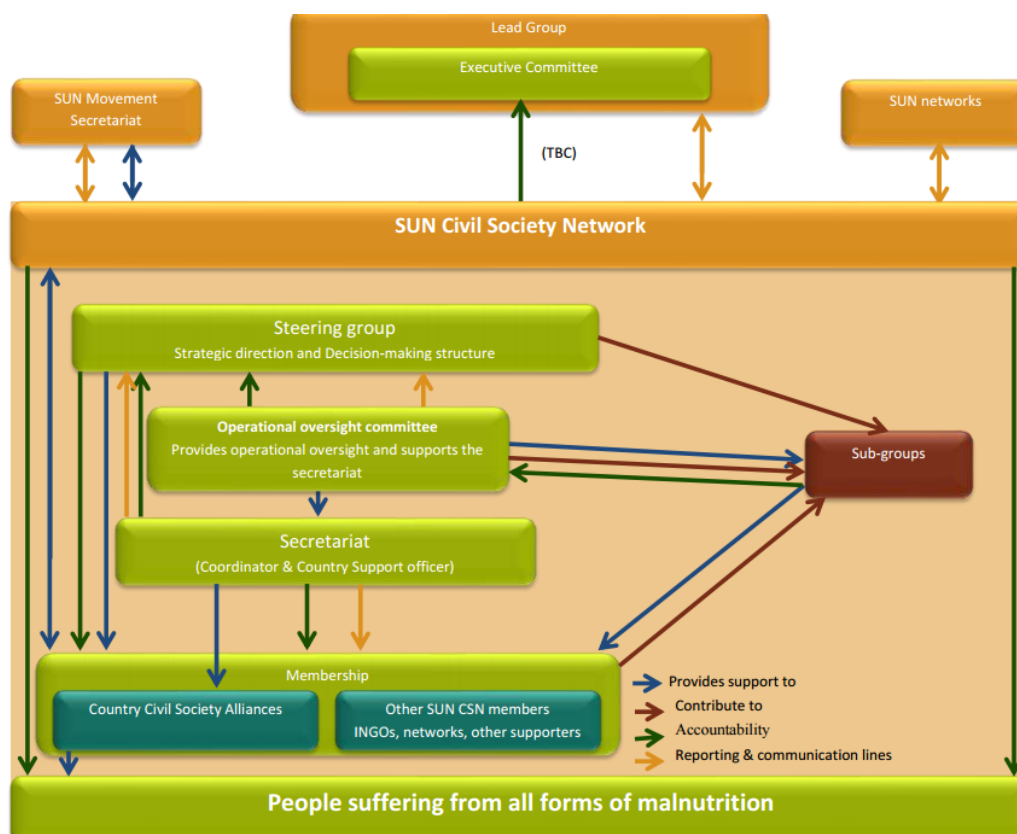 Lead Group
Executive Committee
SUN Movement
Secretariat
SUN networks
(TBC)
SUN Civil Society Network
Steering group
Strategic direction and Decision-making structure
Operational oversight committee
Provides operational oversight and supports the
secretariat
Sub-groups
Secretariat
(Coordinator & Country Support officer)
Membership
Country Civil Society Alliances
Other SUN CSN members
INGOs, networks, other supporters
Provides support to
Contribute to
Accountability
Reporting & communication lines
People suffering from all forms of malnutrition